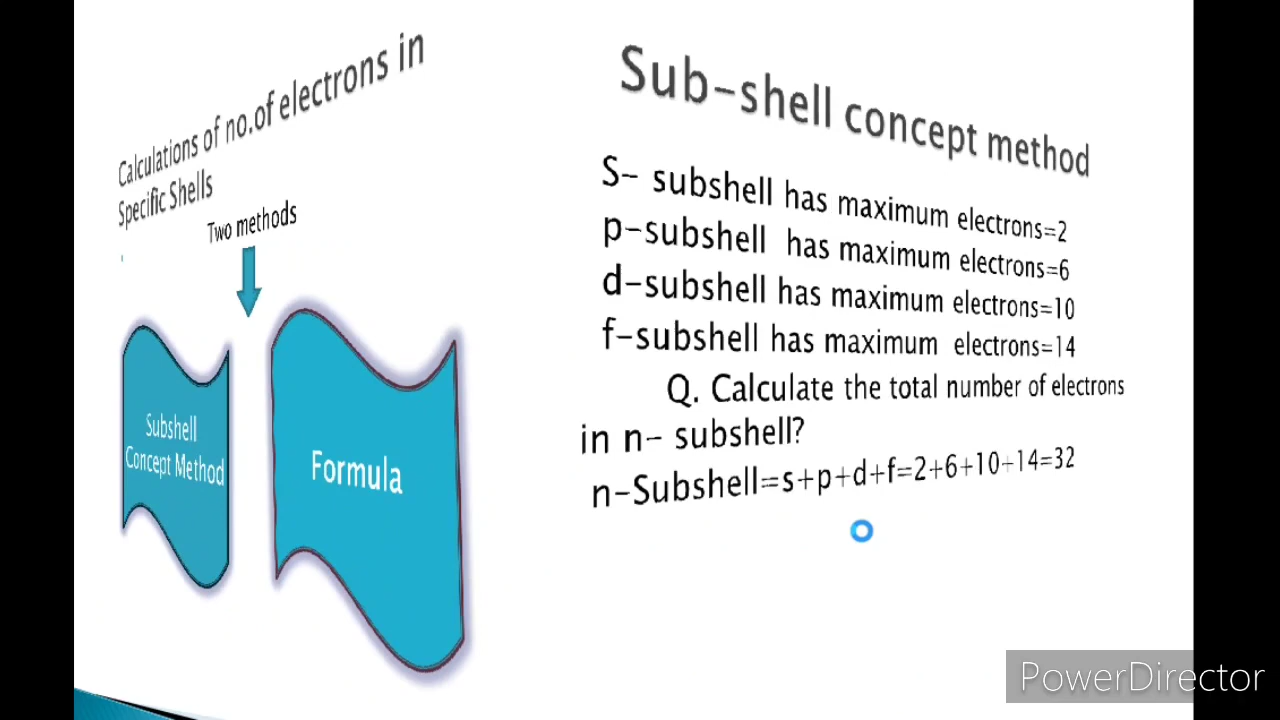 Calculations of no.of electrons in
Specific Shells
Two methods
Subshell
Concept Method
Formula
Sub-shell concept method
S- subshell has maximum electrons=2
p-subshell has maximum electrons=6
d-subshell has maximum electrons=10
f-subshell has maximum electrons=14
Q. Calculate the total number of electrons
in n- subshell?
n-Subshell=s+p+d+f=2+6+10+14=32
PowerDirector